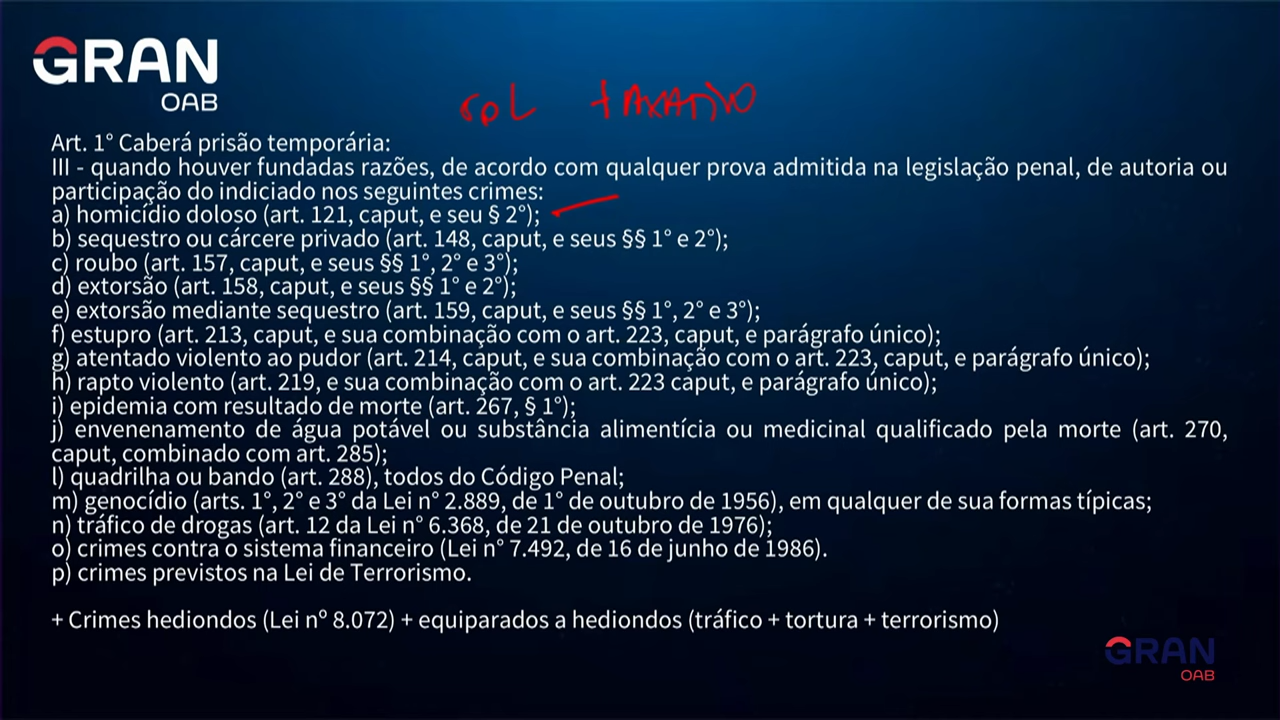 GRAN
OAB
rol taxativo
Art. 1° Caberá prisão temporária:
III - quando houver fundadas razões, de acordo com qualquer prova admitida na legislação penal, de autoria ou
participação do indiciado nos seguintes crimes:
a) homicídio doloso (art. 121, caput, e seu § 2°);
b) sequestro ou cárcere privado (art. 148, caput, e seus §§ 1° e 2°);
c) roubo (art. 157, caput, e seus §§ 1°, 2° e 3°);
d) extorsão (art. 158, caput, e seus §§ 1° e 2°);
e) extorsão mediante sequestro (art. 159, caput, e seus §§ 1°, 2° e 3°);
f) estupro (art. 213, caput, e sua combinação com o art. 223, caput, e parágrafo único);
g) atentado violento ao pudor (art. 214, caput, e sua combinação com o art. 223, caput, e parágrafo único);
h) rapto violento (art. 219, e sua combinação com o art. 223 caput, e parágrafo único);
i) epidemia com resultado de morte (art. 267, § 1°);
j) envenenamento de água potável ou substância alimentícia ou medicinal qualificado pela morte (art. 270,
caput, combinado com art. 285);
l) quadrilha ou bando (art. 288), todos do Código Penal;
m) genocídio (arts. 1°, 2° e 3° da Lei n° 2.889, de 1° de outubro de 1956), em qualquer de sua formas típicas;
n) tráfico de drogas (art. 12 da Lei n° 6.368, de 21 de outubro de 1976);
o) crimes contra o sistema financeiro (Lei n° 7.492, de 16 de junho de 1986).
p) crimes previstos na Lei de Terrorismo.
+ Crimes hediondos (Lei nº 8.072) + equiparados a hediondos (tráfico + tortura + terrorismo)
GRAN
OAB